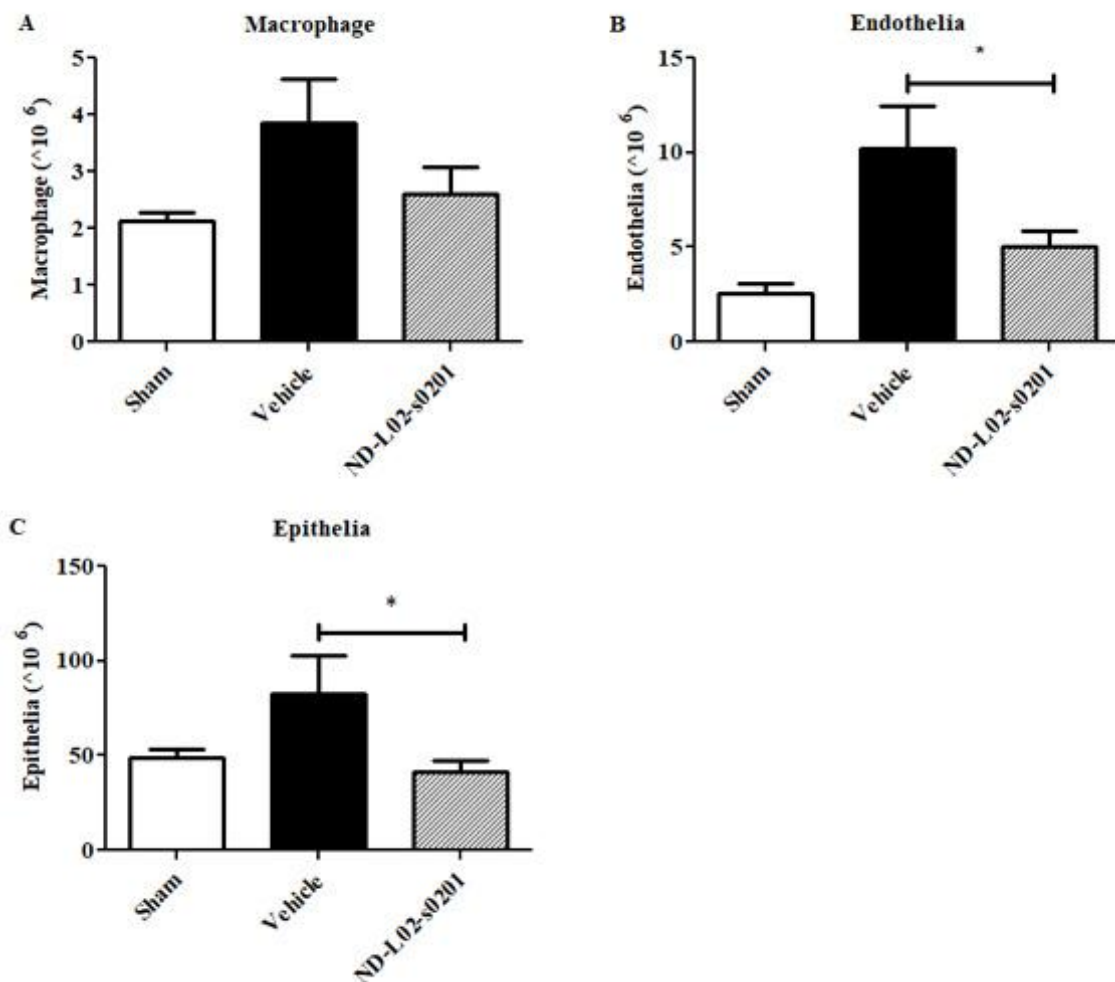 A
Macrophage
Macrophage (^10 6)
5
4
3
2
1
0
Sham
Vehicle
ND-L02-s0201
B
Endothelia
Endothelia (^10 6)
15
10
5
0
*
Sham
Vehicle
ND-L02-s0201
C
Epithelia
Epithelia (^10 6)
150
100
50
0
*
Sham
Vehicle
ND-L02-s0201